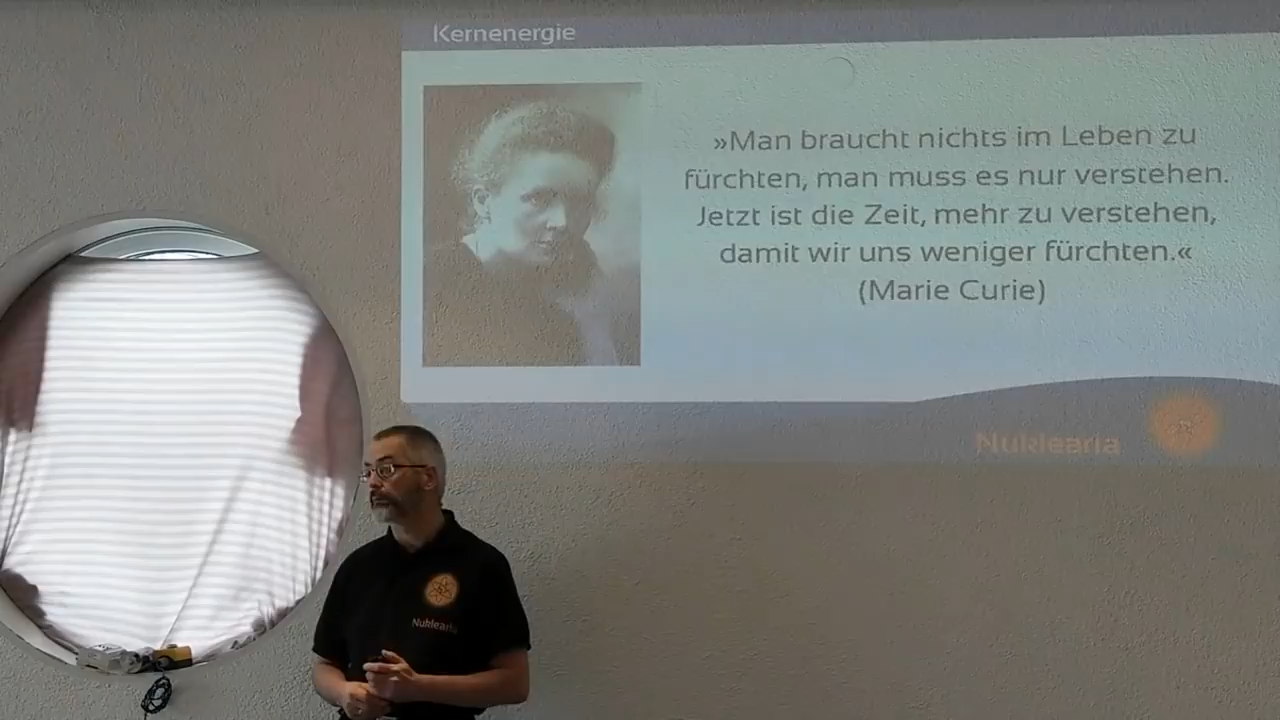 Kernenergie
»Man braucht nichts im Leben zu
fürchten, man muss es nur verstehen.
Jetzt ist die Zeit, mehr zu verstehen,
damit wir uns weniger fürchten.«
(Marie Curie)
Nuklearia
Nuklearia